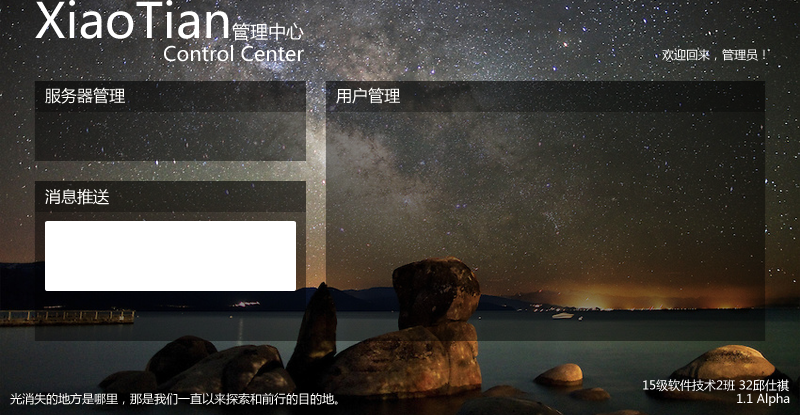 XiaoTian管理中心
Control Center
欢迎回来，管理员！
服务器管理
用户管理
消息推送
15级软件技术2班 32邱仕祺
光消失的地方是哪里，那是我们一直以来探索和前行的目的地。
1.1 Alpha